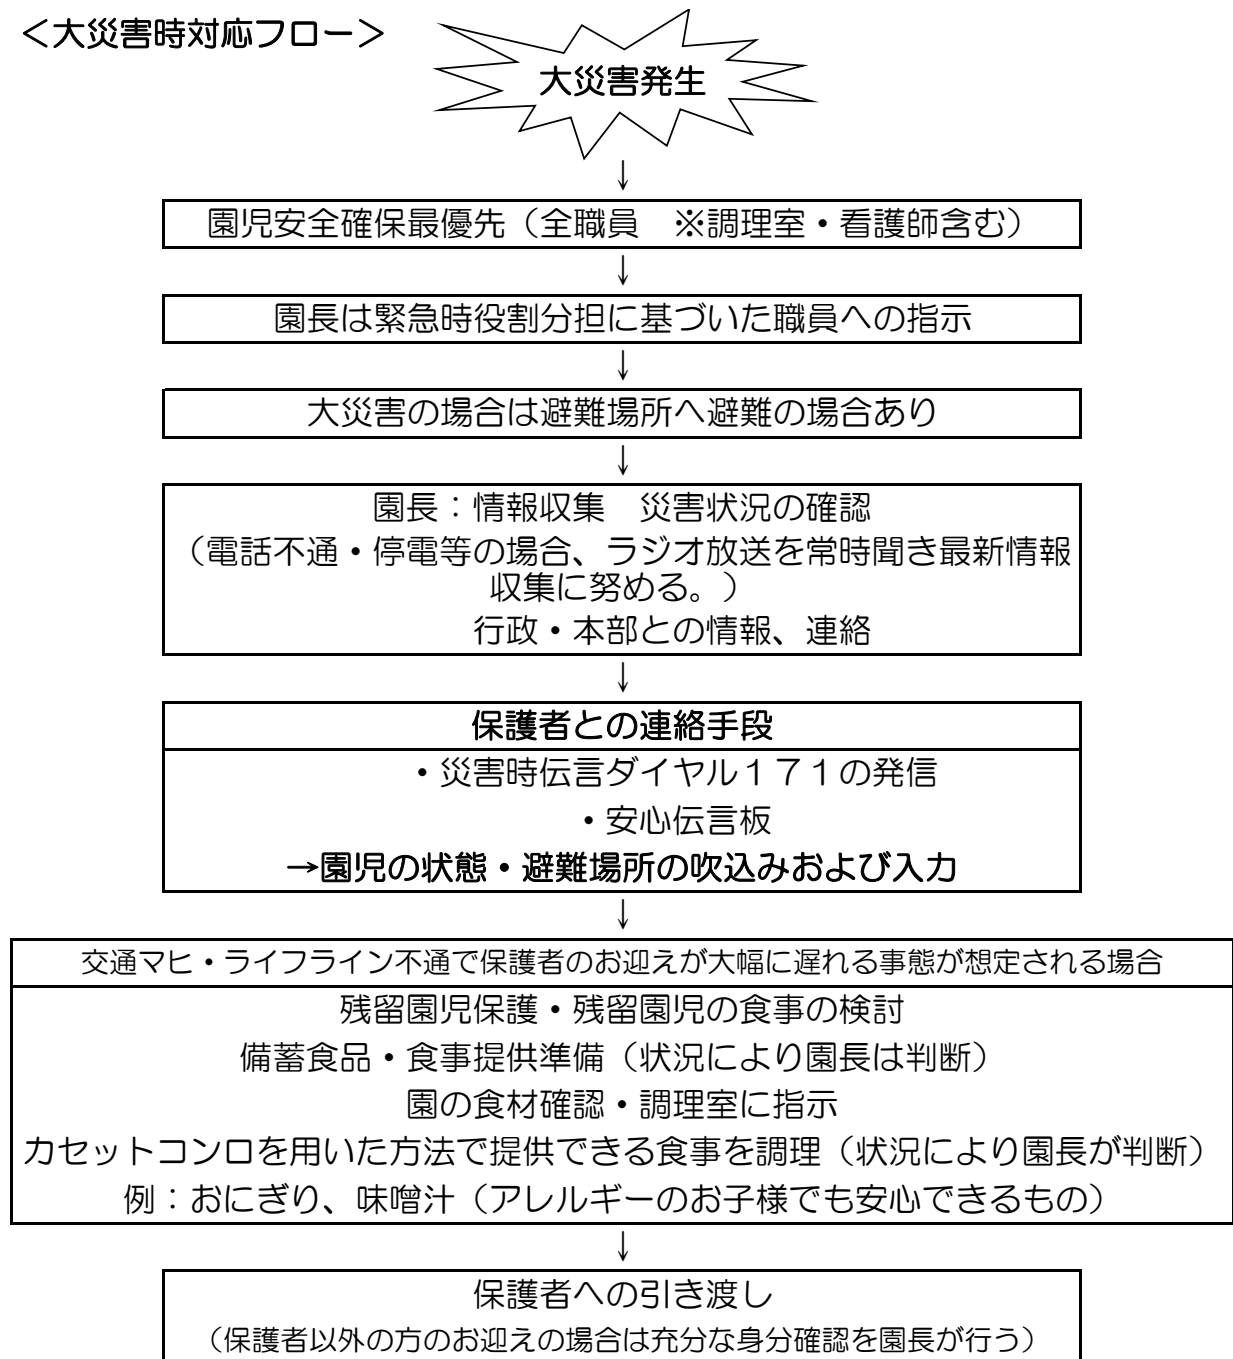 ＜大災害時対応フロー＞
大災害発生
↓
園児安全確保最優先（全職員　※調理室・看護師含む）
↓
園長は緊急時役割分担に基づいた職員への指示
↓
大災害の場合は避難場所へ避難の場合あり
↓
園長：情報収集　災害状況の確認
（電話不通・停電等の場合、ラジオ放送を常時聞き最新情報
収集に努める。）
行政・本部との情報、連絡
↓
保護者との連絡手段
・災害時伝言ダイヤル１７１の発信
・安心伝言板
→園児の状態・避難場所の吹込みおよび入力
↓
交通マヒ・ライフライン不通で保護者のお迎えが大幅に遅れる事態が想定される場合
残留園児保護・残留園児の食事の検討
備蓄食品・食事提供準備（状況により園長は判断）
園の食材確認・調理室に指示
カセットコンロを用いた方法で提供できる食事を調理（状況により園長が判断）
例：おにぎり、味噌汁（アレルギーのお子様でも安心できるもの）
↓
保護者への引き渡し
（保護者以外の方のお迎えの場合は充分な身分確認を園長が行う）